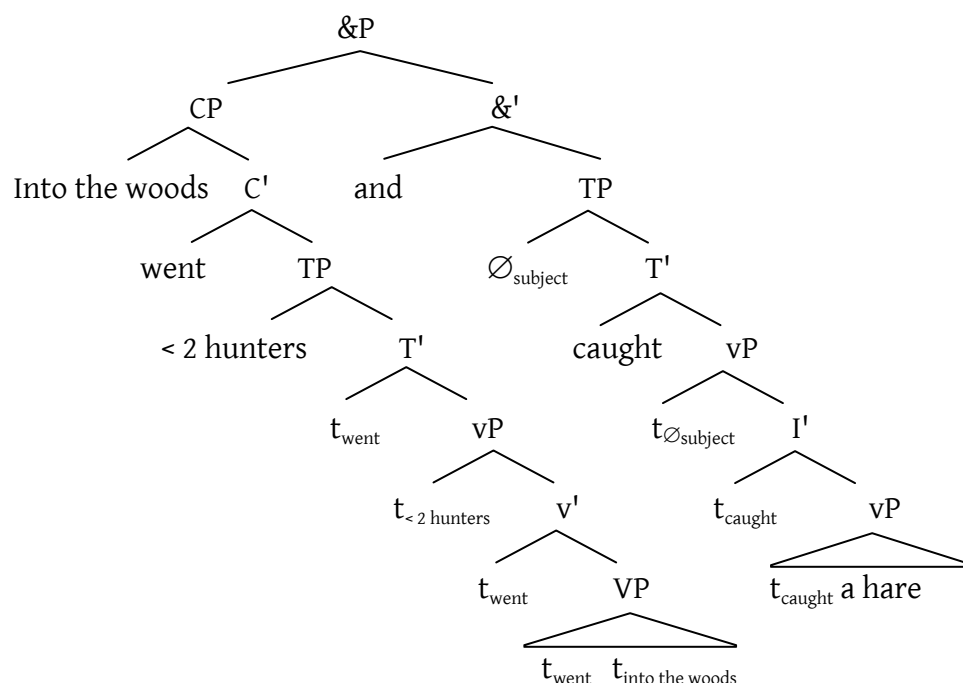 &P
CP &'
Into the woods C' and TP
went TP ∅subject T'
< 2 hunters T' caught vP
twent vP t∅subject I'
t< 2 hunters v' tcaught vP
twent VP tcaught a hare
twent tinto the woods